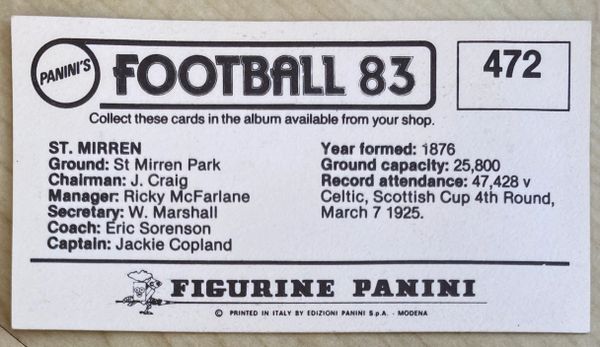 PANINI'S
FOOTBALL 83
472
Collect these cards in the album available from your shop.
ST. MIRREN
Ground: St Mirren Park
Chairman: J. Craig
Manager: Ricky McFarlane
Secretary: W. Marshall
Coach: Eric Sorenson
Captain: Jackie Copland
Year formed: 1876
Ground capacity: 25,800
Record attendance: 47,428 v
Celtic, Scottish Cup 4th Round,
March 7 1925.
FIGURINE PANINI
© PRINTED IN ITALY BY EDIZIONI PANINI S.p.A. - MODENA